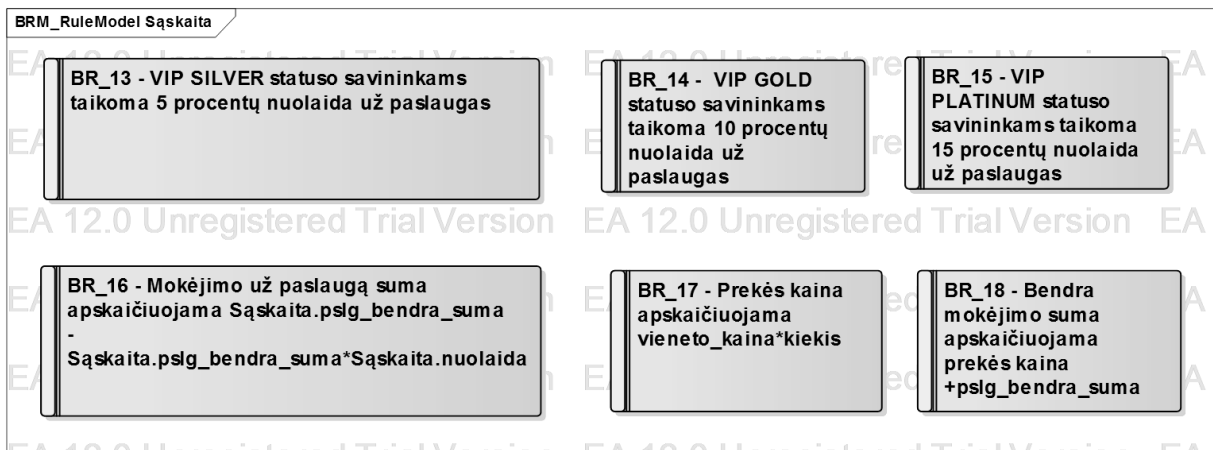 BRM_RuleModel Sąskaita
BR_13 - VIP SILVER statuso savininkams
taikoma 5 procentų nuolaida už paslaugas
BR_14 -  VIP GOLD
statuso savininkams
taikoma 10 procentų
nuolaida už
paslaugas
BR_15 - VIP
PLATINUM statuso
savininkams taikoma
15 procentų nuolaida
už paslaugas
EA 12.0 Unregistered Trial Version EA 12.0 Unregistered Trial Version EA
BR_16 - Mokėjimo už paslaugą suma
apskaičiuojama Sąskaita.pslg_bendra_suma
-
Sąskaita.pslg_bendra_suma*Sąskaita.nuolaida
BR_17 - Prekės kaina
apskaičiuojama
vieneto_kaina*kiekis
BR_18 - Bendra
mokėjimo suma
apskaičiuojama
prekės kaina
+pslg_bendra_suma